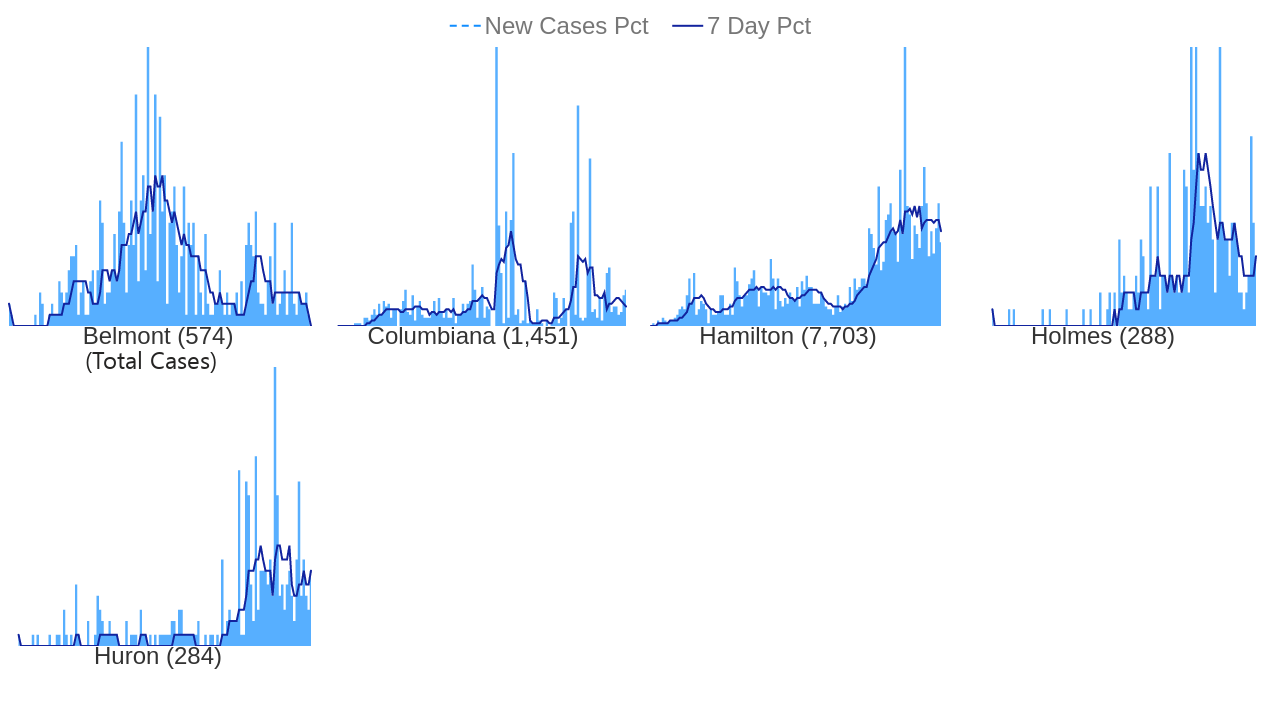 New Cases Pct 7 Day Pct
Belmont (574) Columbiana (1,451) Hamilton (7,703) Holmes (288)
(Total Cases)
Huron (284)